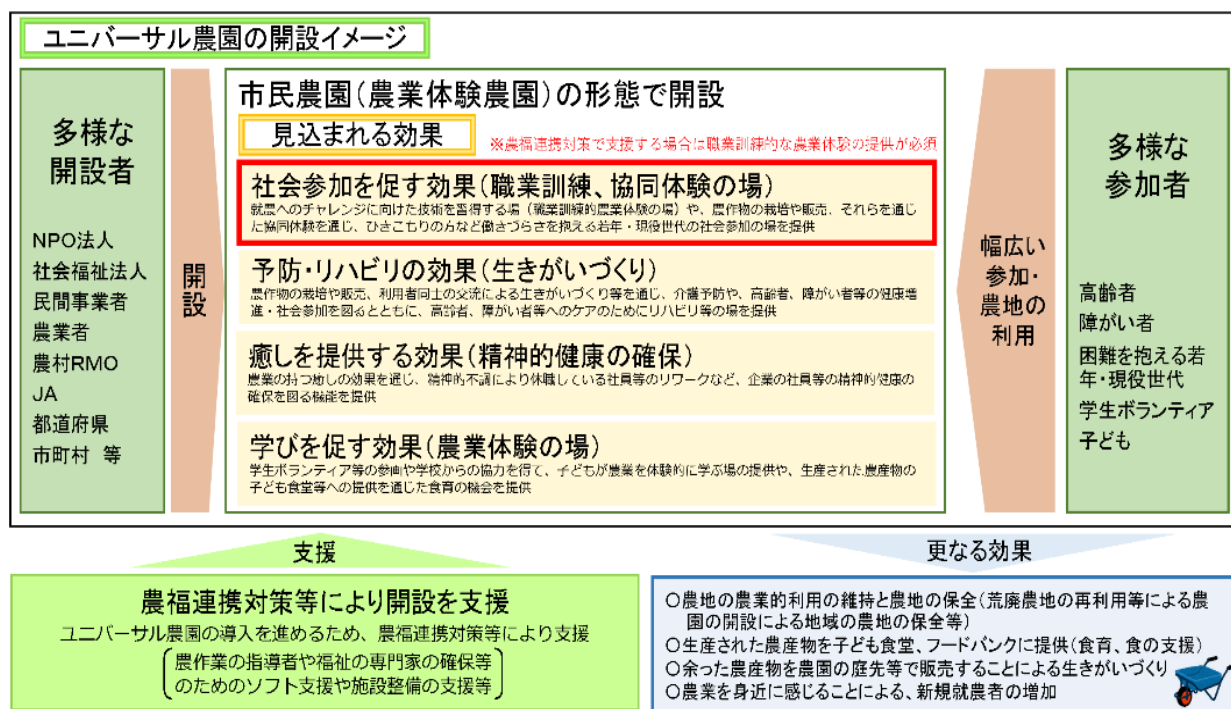 ユニバーサル農園の開設イメージ
多様な
開設者
NPO法人
社会福祉法人
民間事業者
農業者
農村RMO
JA
都道府県
市町村 等
開設
市民農園(農業体験農園)の形態で開設
見込まれる効果
※農福連携対策で支援する場合は職業訓練的な農業体験の提供が必須
社会参加を促す効果(職業訓練、協同体験の場)
就農へのチャレンジに向けた技術を習得する場(職業訓練的農業体験の場)や、農作物の栽培や販売、それらを通じ
た協同体験を通じ、ひきこもりの方など働きづらさを抱える若年・現役世代の社会参加の場を提供
予防・リハビリの効果(生きがいづくり)
農作物の栽培や販売、利用者同士の交流による生きがいづくり等を通じ、介護予防や、高齢者、障がい者等の健康増
進・社会参加を図るとともに、高齢者、障がい者等へのケアのためにリハビリ等の場を提供
癒しを提供する効果(精神的健康の確保)
農業の持つ癒しの効果を通じ、精神的不調により休職している社員等のリワークなど、企業の社員等の精神的健康の
確保を図る機能を提供
学びを促す効果(農業体験の場)
学生ボランティア等の参画や学校からの協力を得て、子どもが農業を体験的に学ぶ場の提供や、生産された農産物の
子ども食堂等への提供を通じた食育の機会を提供
幅広い
参加・
農地の
利用
多様な
参加者
高齢者
障がい者
困難を抱える若
年・現役世代
学生ボランティア
子ども
支援
農福連携対策等により開設を支援
ユニバーサル農園の導入を進めるため、農福連携対策等により支援
農作業の指導者や福祉の専門家の確保等
のためのソフト支援や施設整備の支援等
更なる効果
○農地の農業的利用の維持と農地の保全(荒廃農地の再利用等による農
園の開設による地域の農地の保全等)
○生産された農産物を子ども食堂、フードバンクに提供(食育、食の支援)
○余った農産物を農園の庭先等で販売することによる生きがいづくり
○農業を身近に感じることによる、新規就農者の増加